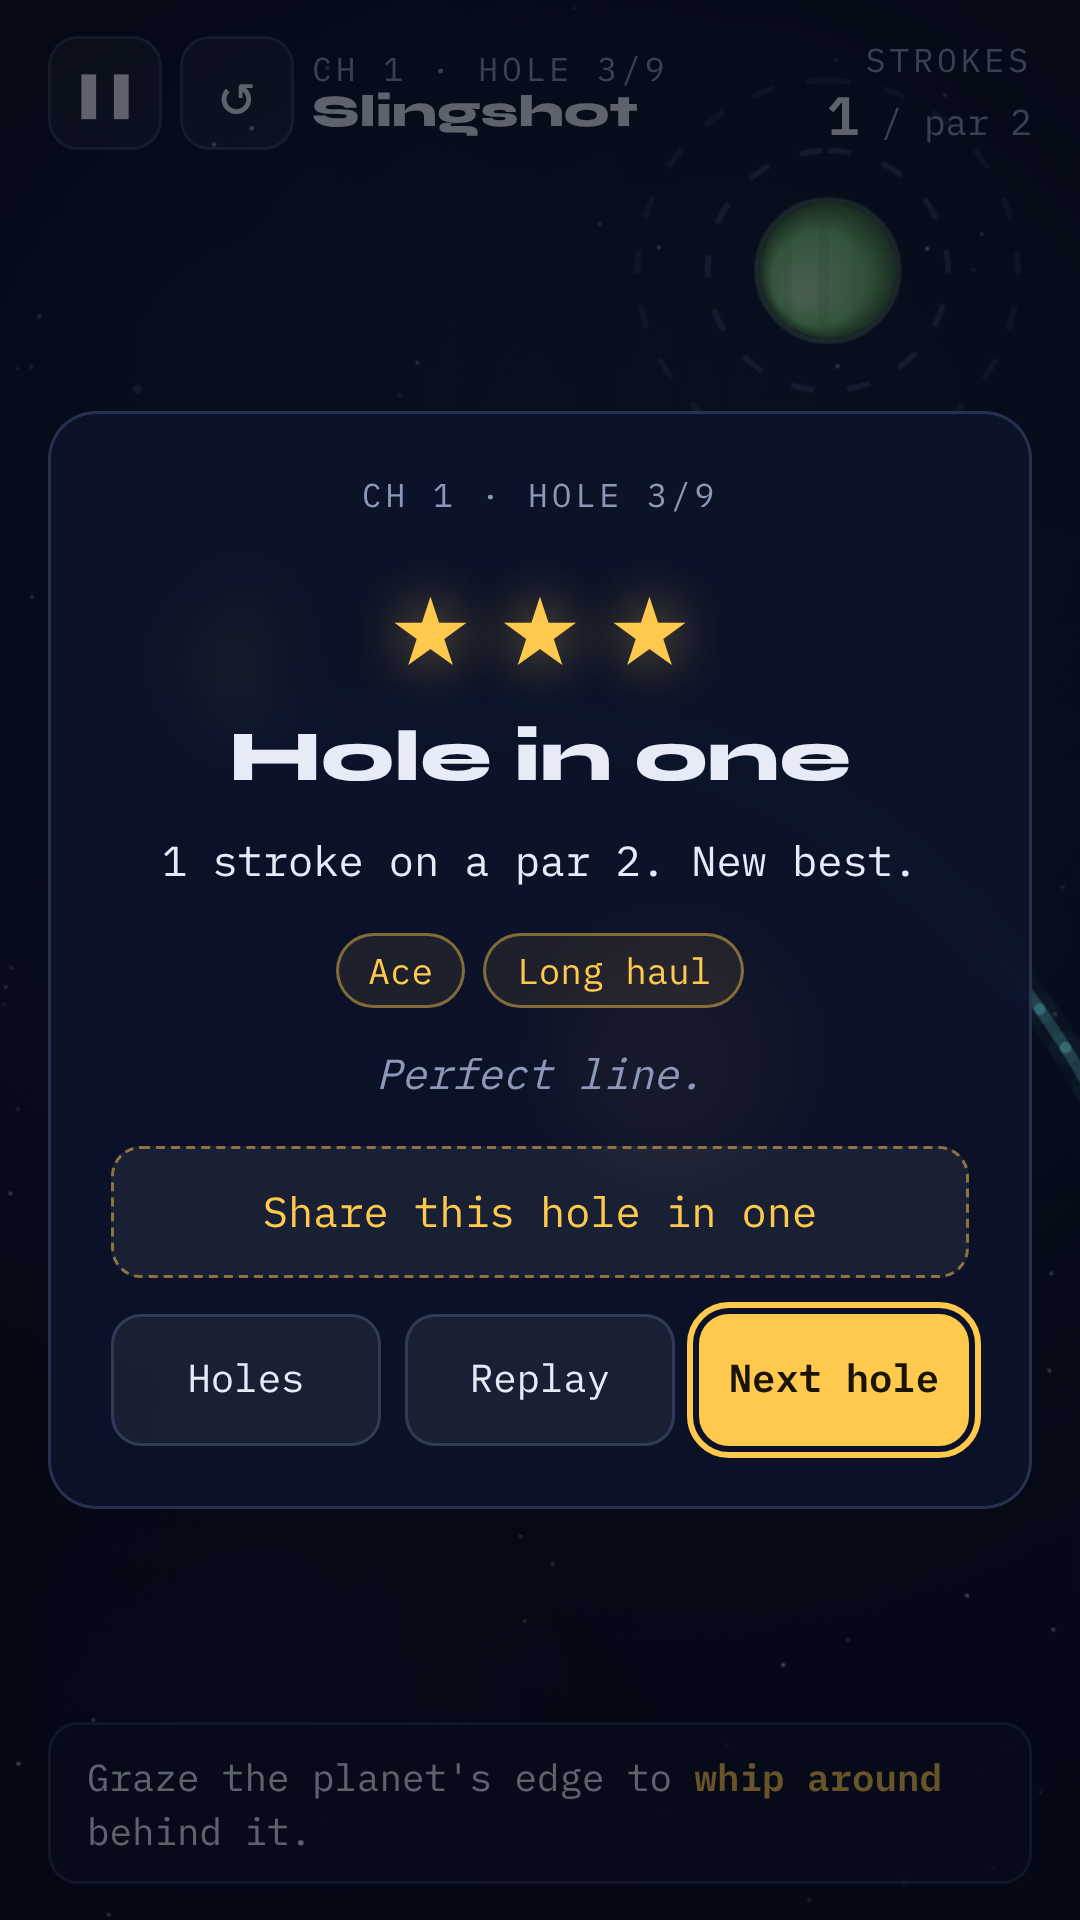 CH 1 · HOLE 3/9
Slingshot
STROKES
1 / par 2
CH 1 · HOLE 3/9
Hole in one
1 stroke on a par 2. New best.
Ace
Long haul
Perfect line.
Share this hole in one
Holes
Replay
Next hole
Graze the planet's edge to whip around
behind it.